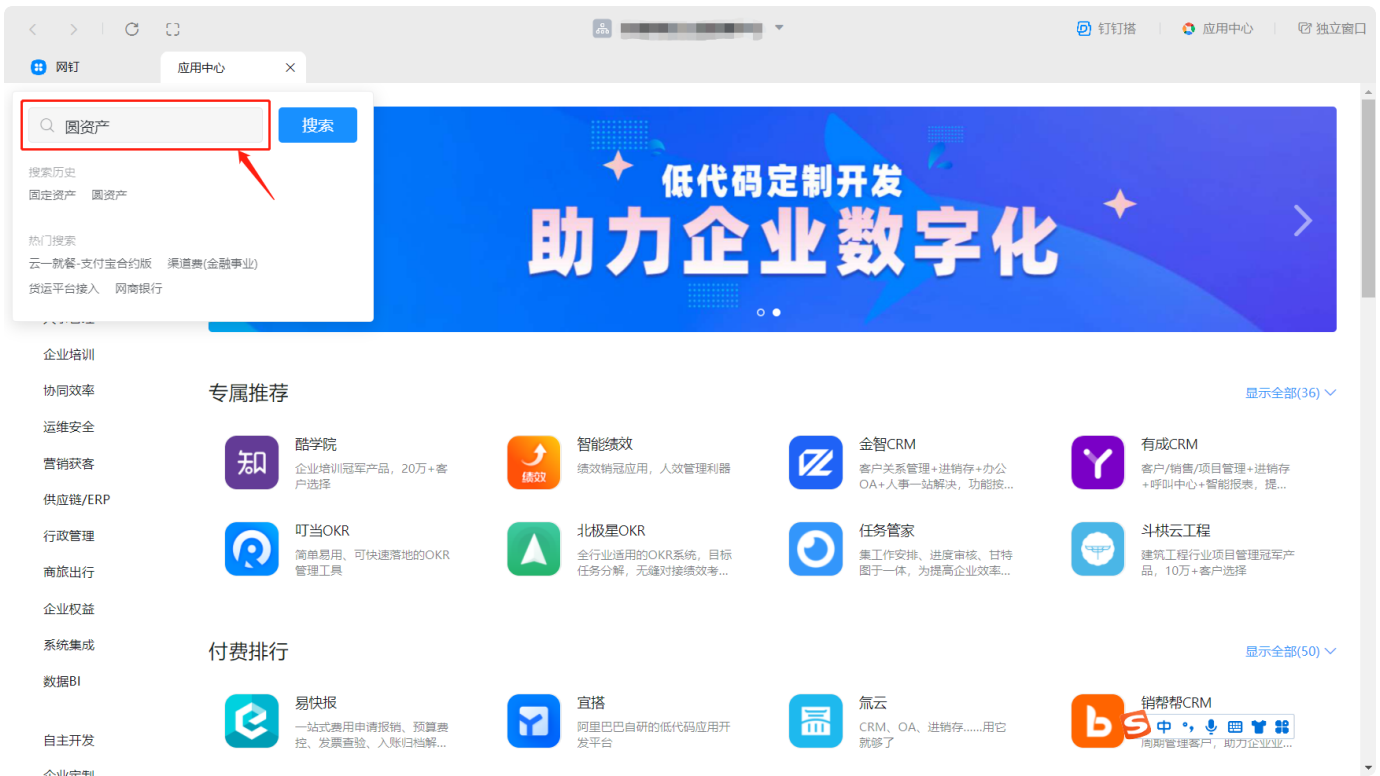 钉钉搭 应用中心 独立窗口
网钉 应用中心
圆资产 搜索
搜索历史
固定资产 圆资产
热门搜索
云一就餐-支付宝合约版 渠道费(金融事业)
货运平台接入 网商银行
低代码定制开发
助力企业数字化
企业培训
协同效率
运维安全
营销获客
供应链/ERP
行政管理
商旅出行
企业权益
系统集成
数据BI
自主开发
企业定制
专属推荐 显示全部(36)
知
酷学院
企业培训冠军产品，20万+客
户选择
绩效
智能绩效
绩效销冠应用，人效管理利器
金智CRM
客户关系管理+进销存+办公
OA+人事一站解决，功能按...
有成CRM
客户/销售/项目管理+进销存
+呼叫中心+智能报表，提...
叮当OKR
简单易用、可快速落地的OKR
管理工具
北极星OKR
全行业适用的OKR系统，目标
任务分解，无缝对接绩效考...
任务管家
集工作安排、进度审核、甘特
图于一体，为提高企业效率...
斗栱云工程
建筑工程行业项目管理冠军产
品，10万+客户选择
付费排行 显示全部(50)
易快报
一站式费用申请报销、预算费
控、发票查验、入账归档解...
宜搭
阿里巴巴自研的低代码应用开
发平台
氚云
CRM、OA、进销存......用它
就够了
销帮帮CRM
中
周期管理客户，助力企业业...